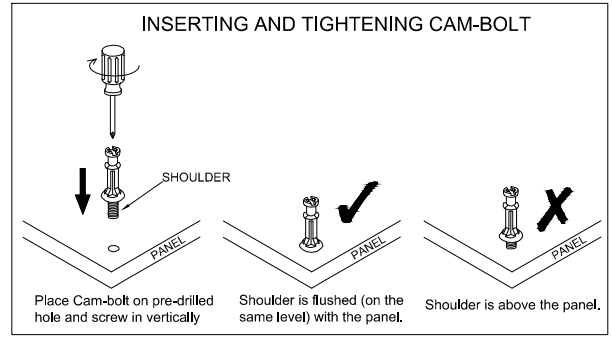 INSERTING AND TIGHTENING CAM-BOLT
SHOULDER
PANEL
Place Cam-bolt on pre-drilled
hole and screw in vertically
PANEL
Shoulder is flushed (on the
same level) with the panel.
PANEL
Shoulder is above the panel.